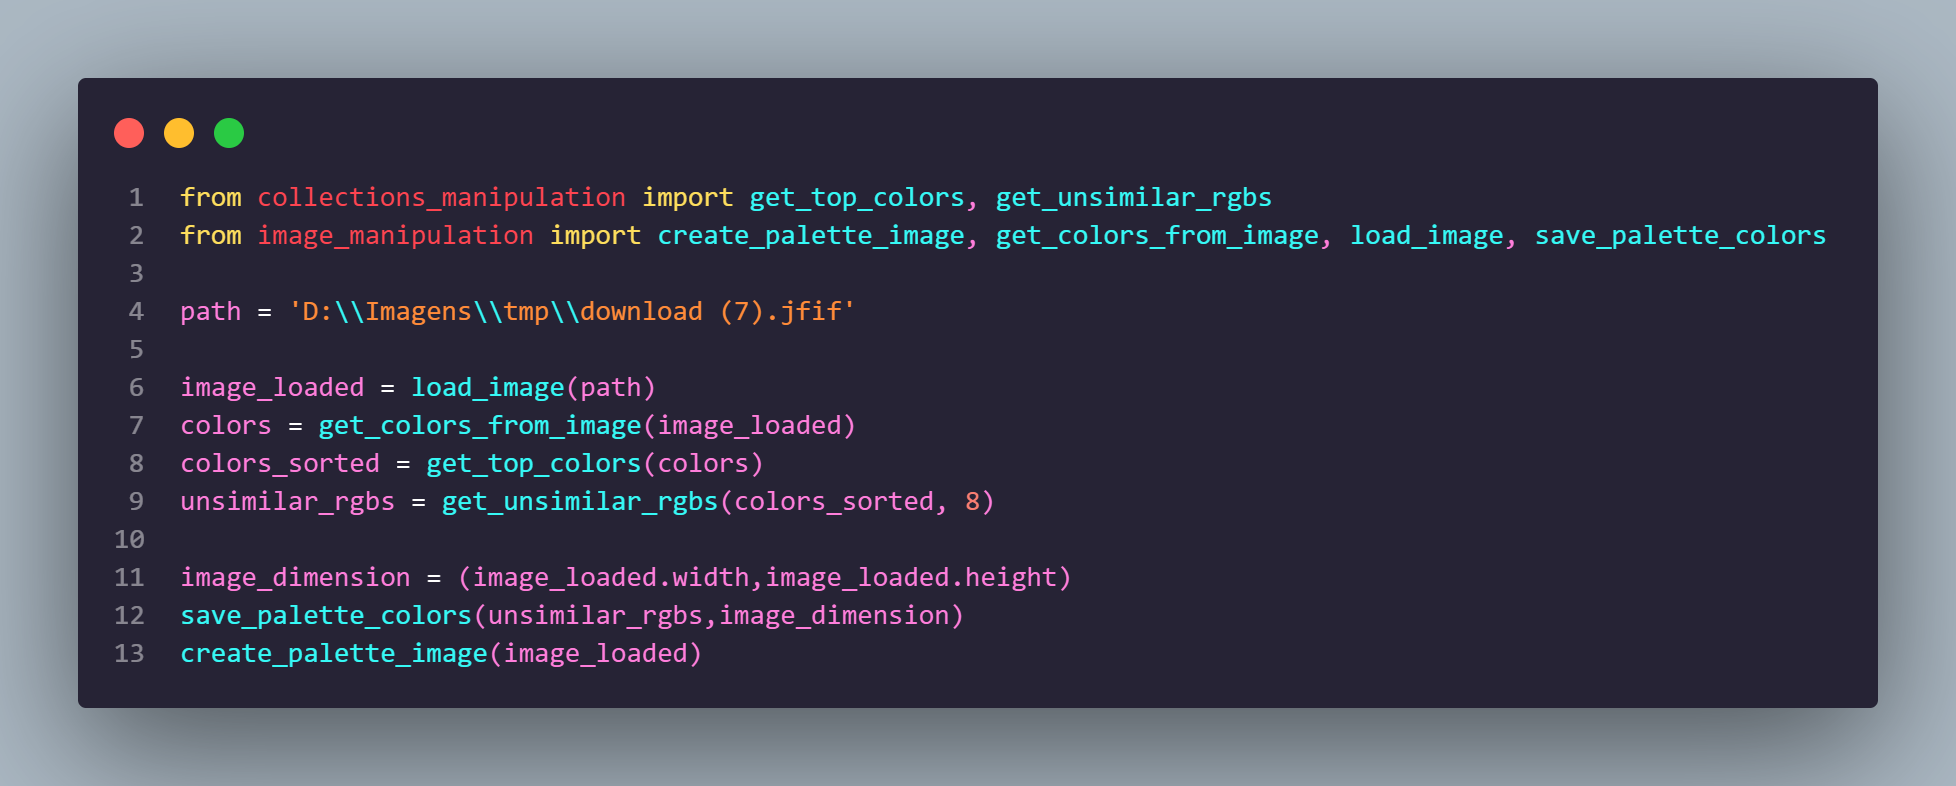 1 from collections_manipulation import get_top_colors, get_unsimilar_rgbs
2 from image_manipulation import create_palette_image, get_colors_from_image, load_image, save_palette_colors
3
4 path = 'D:\\Imagens\\tmp\\download (7).jfif'
5
6 image_loaded = load_image(path)
7 colors = get_colors_from_image(image_loaded)
8 colors_sorted = get_top_colors(colors)
9 unsimilar_rgbs = get_unsimilar_rgbs(colors_sorted, 8)
10
11 image_dimension = (image_loaded.width,image_loaded.height)
12 save_palette_colors(unsimilar_rgbs,image_dimension)
13 create_palette_image(image_loaded)